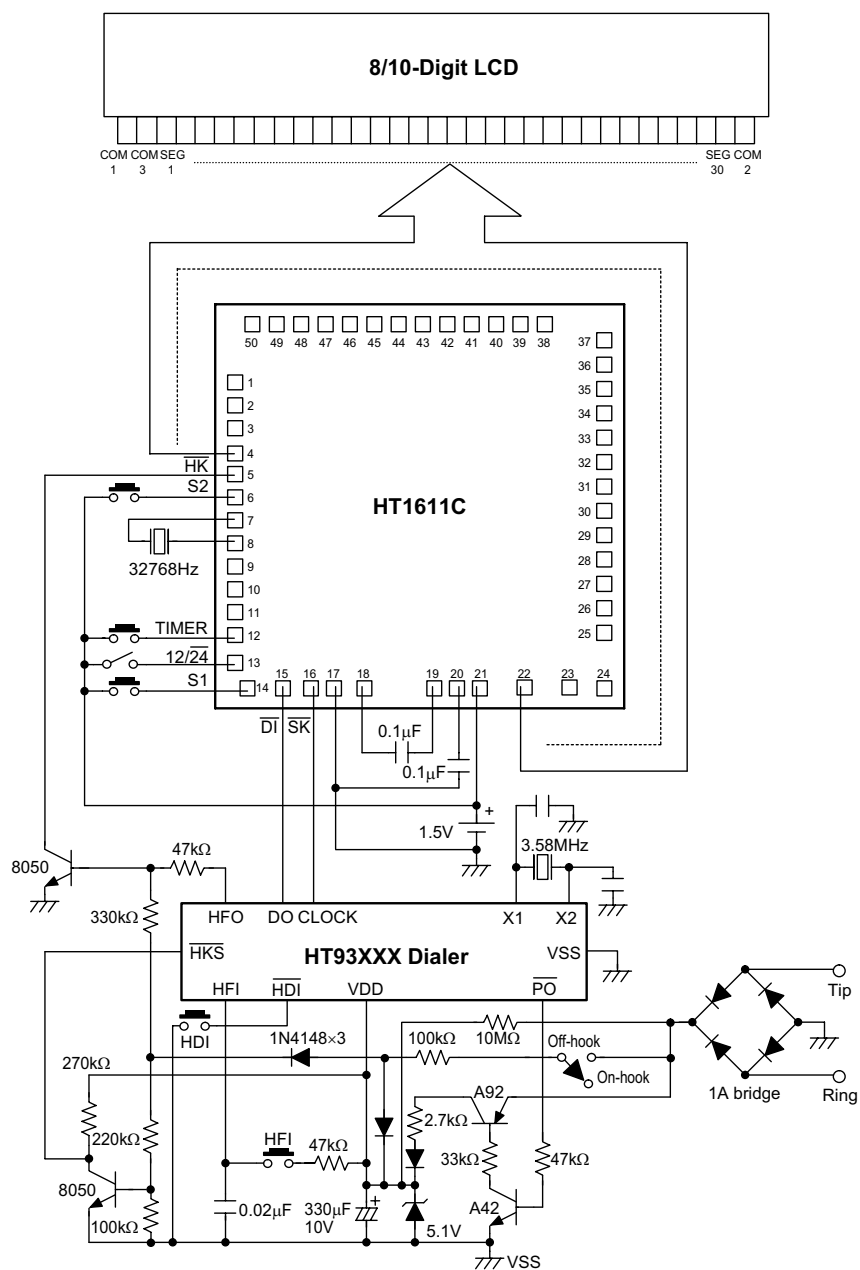 8/10-Digit LCD
COM COM SEG SEG COM
1 3 1 30 2
50 49 48 47 46 45 44 43 42 41 40 39 38
37
36
35
34
33
32
31
30
29
28
27
26
25
1
2
3
4
HK 5
S2 6
7
8
32768Hz
9
10
11
TIMER 12
12/24 13
S1 14
HT1611C
15 16 17 18 19 20 21 22 23 24
DI SK
0.1µF
0.1µF
1.5V
+
3.58MHz
8050
47kΩ
330kΩ
HFO DO CLOCK X1 X2
HKS HT93XXX Dialer VSS
HFI HDI VDD PO
HDI
1N4148×3
100kΩ
10MΩ
Off-hook
On-hook
Tip
Ring
1A bridge
270kΩ
220kΩ
8050
100kΩ
HFI
47kΩ
0.02µF
330µF
10V
+
2.7kΩ
A92
33kΩ
47kΩ
A42
5.1V
VSS